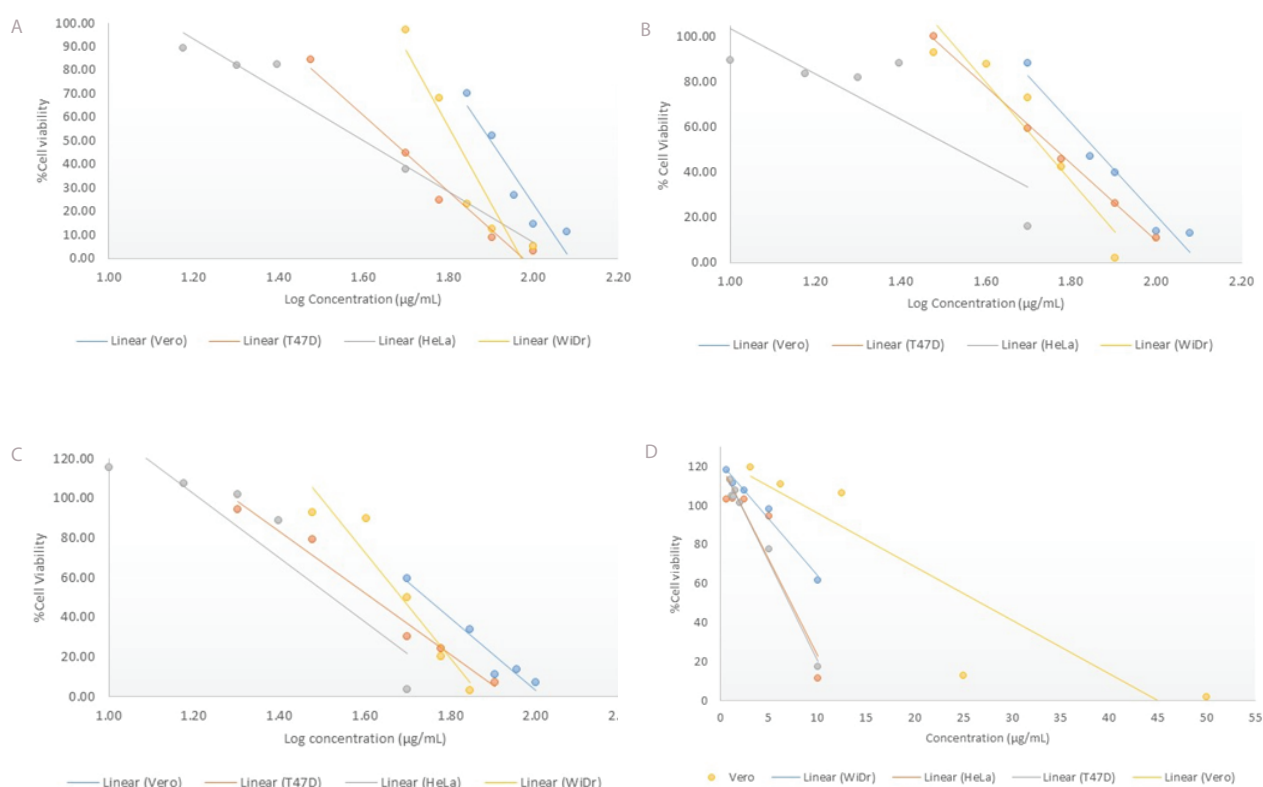 A
%Cell viability
100.00
90.00
80.00
70.00
60.00
50.00
40.00
30.00
20.00
10.00
0.00
1.00 1.20 1.40 1.60 1.80 2.00 2.20
Log Concentration (µg/mL)
Linear (Vero) Linear (T47D) Linear (HeLa) Linear (WiDr)
B
% Cell Viability
100.00
80.00
60.00
40.00
20.00
0.00
1.00 1.20 1.40 1.60 1.80 2.00 2.20
Log Concentration (µg/mL)
Linear (Vero) Linear (T47D) Linear (HeLa) Linear (WiDr)
C
%Cell Viability
120.00
100.00
80.00
60.00
40.00
20.00
0.00
1.00 1.20 1.40 1.60 1.80 2.00 2.
Log concentration (µg/mL)
Linear (Vero) Linear (T47D) Linear (HeLa) Linear (WiDr)
D
%Cell viability
120
100
80
60
40
20
0
0 5 10 15 20 25 30 35 40 45 50 55
Concentration (µg/mL)
Vero Linear (WiDr) Linear (HeLa) Linear (T47D) Linear (Vero)